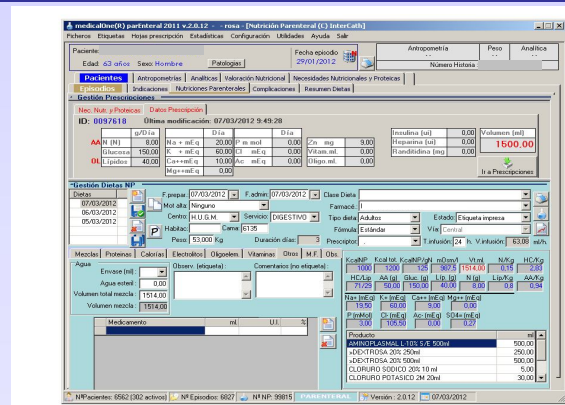 medicalOne(R) parEnteral 2011 v.2.0.12 - - rosa - [Nutrición Parenteral (C) InterCath]
Ficheros Etiquetas Hojas prescripción Estadísticas Configuración Utilidades Ayuda Salir
Paciente:
Edad: 63 años Sexo: Hombre Patologías
Fecha episodio
29/01/2012
Antropometría Peso Analítica
Número Historia:
Pacientes Antropometrías Analíticas Valoración Nutricional Necesidades Nutricionales y Proteicas
Episodios Indicaciones Nutriciones Parenterales Complicaciones Resumen Dietas
Gestión Prescripciones
Nec. Nutr. y Proteicas Datos Prescripción
ID: 0097618 Última modificación: 07/03/2012 9:49:28
g/Día Día Día
AA N (N) 8,00 Na + mEq 20,00 P m mol 0,00 Zn mg 9,00 Insulina (ui) 0,00 Volumen (ml)
Glucosa 150,00 K + mEq 60,00 Cl mEq 0,00 Vitam.ml. 0,00 Heparina (ui) 0,00 1500,00
OL Lípidos 40,00 Ca++mEq 10,00 Ac mEq 0,00 Oligo.ml. 0,00 Randitidina (mg) 0,00
Mg++mEq 0,00
Ir a Prescripciones
Gestión Dietas NP
Dietas
07/03/2012
06/03/2012
05/03/2012
F.prepar.: 07/03/2012 F.admin: 07/03/2012 Clase Dieta
Mot alta: Ninguno Farmacé.:
Centro: H.U.G.M. Servicio: DIGESTIVO Tipo dieta: Adultos Estado: Etiqueta impresa
P Habitac: Cama: 6135 Fórmula: Estándar Vía: Central
Peso: 53,000 Kg Duración días: 3 Prescriptor: T.infusión: 24 h. V.infusión: 63,08 ml/h.
Mezclas Proteínas Calorías Electrolitos Oligoelem. Vitaminas Otros M.F. Obs.
Agua
Envase (ml):
Agua esteril: 0,00
Volumen total mezcla: 1514,00
Volumen mezcla: 1514,00
Observ. (etiqueta):
Comentarios (no etiqueta):
Medicamento ml. U.I. %
KcalNP Kcal tot. KcalNP/gN mOsm/l Vt.ml. N/Kg HC/Kg
1000 1200 125 987,5 1514,00 0,15 2,83
HC/Lip AA (g) Gluc. (g) Lip. (g) N (g) Lip/Kg AA/Kg
71/29 50,00 150,00 40,00 8,00 0,8 0,94
Na+ (mEq) K+ (mEq) Ca++ (mEq) Mg++ (mEq)
19,50 60,00 9,00 0,00
P (mMol) Cl- (mEq) Ac- (mEq) SO4= (mEq)
3,00 105,50 0,00 0,27
Producto ml
AMINOPLASMAL L-10% S/E 500ml 500,00
»DEXTROSA 20% 250ml 250,00
»DEXTROSA 20% 500ml 500,00
CLORURO SODICO 20% 10 ml 5,00
CLORURO POTASICO 2M 20ml 30,00
NºPacientes: 6562 (302 activos) Nº Episodios: 6827 Nº NP: 99815 PARENTERAL Versión : 2.0.12 07/03/2012